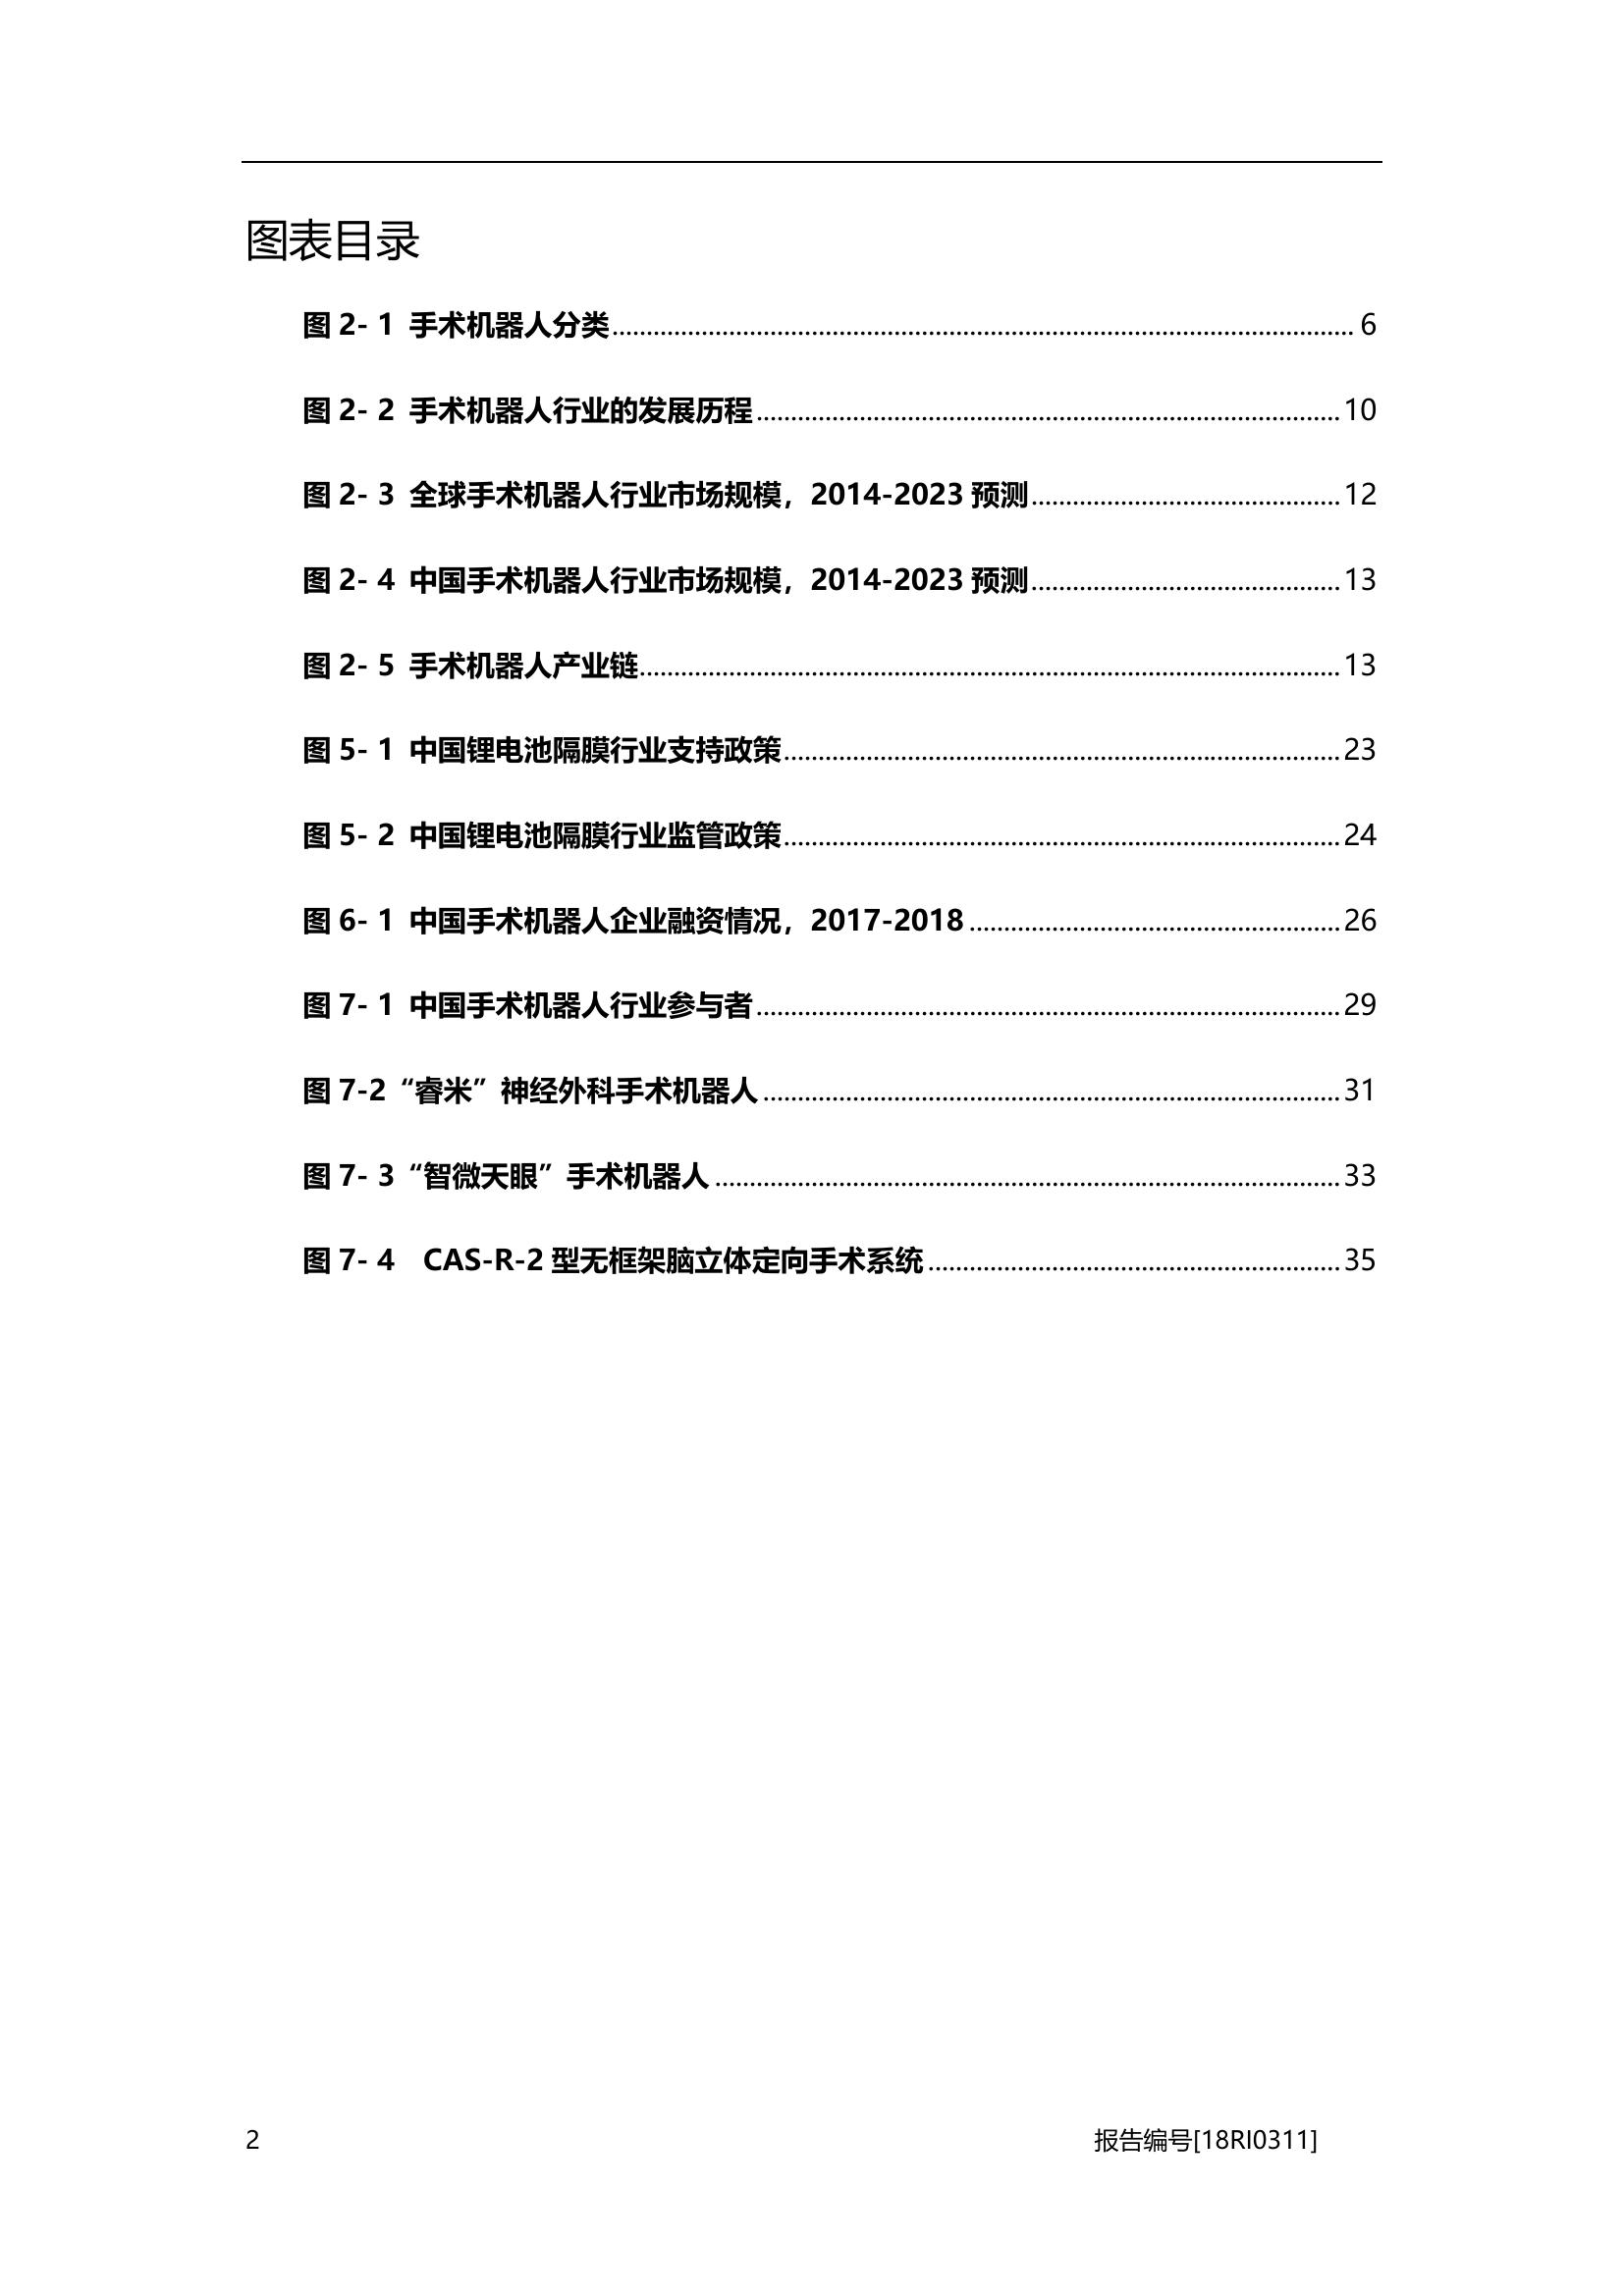 图表目录
图 2- 1 手术机器人分类 6
图 2- 2 手术机器人行业的发展历程 10
图 2- 3 全球手术机器人行业市场规模，2014-2023 预测 12
图 2- 4 中国手术机器人行业市场规模，2014-2023 预测 13
图 2- 5 手术机器人产业链 13
图 5- 1 中国锂电池隔膜行业支持政策 23
图 5- 2 中国锂电池隔膜行业监管政策 24
图 6- 1 中国手术机器人企业融资情况，2017-2018 26
图 7- 1 中国手术机器人行业参与者 29
图 7-2 “睿米”神经外科手术机器人 31
图 7- 3 “智微天眼”手术机器人 33
图 7- 4 CAS-R-2 型无框架脑立体定向手术系统 35
2 报告编号[18RI0311]